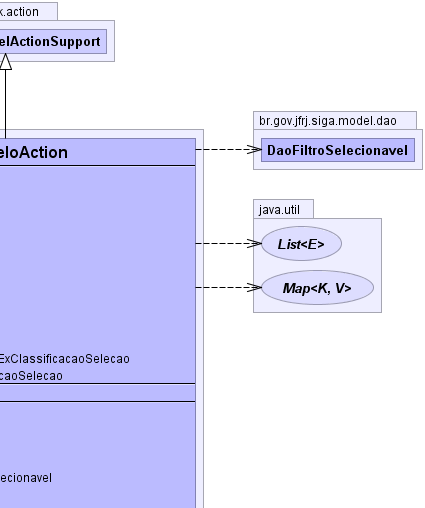 k.action
elActionSupport
br.gov.jfrj.siga.model.dao
eloAction
DaoFiltroSelecionavel
java.util
List<E>
Map<K, V>
ExClassificacaoSelecao
caoSelecao
ecionavel